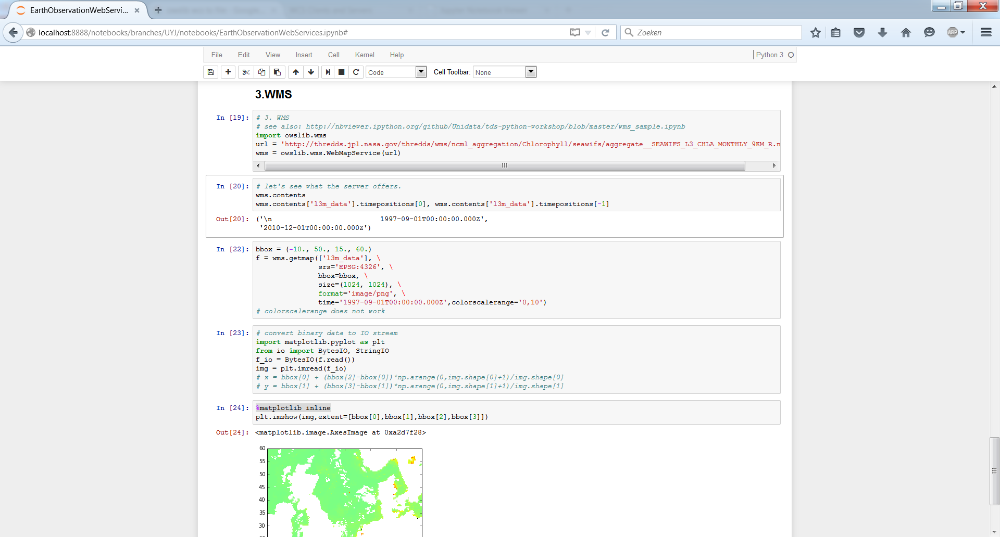 EarthObservationWebServi...
localhost:8888/notebooks/branches/UYJ/notebooks/EarthObservationWebServices.ipynb#
Zoeken
ABP
File Edit View Insert Cell Kernel Help
Python 3
Code
Cell Toolbar: None
3.WMS
In [19]:
# 3. WMS
# see also: http://nbviewer.ipython.org/github/Unidata/tds-python-workshop/blob/master/wms_sample.ipynb
import owslib.wms
url = 'http://thredds.jpl.nasa.gov/thredds/wms/ncml_aggregation/Chlorophyll/seawifs/aggregate__SEAWIFS_L3_CHLA_MONTHLY_9KM_R.n
wms = owslib.wms.WebMapService(url)
In [20]:
# let's see what the server offers.
wms.contents
wms.contents['l3m_data'].timepositions[0], wms.contents['l3m_data'].timepositions[-1]
Out[20]:
('\n                          1997-09-01T00:00:00.000Z',
 '2010-12-01T00:00:00.000Z')
In [22]:
bbox = (-10., 50., 15., 60.)
f = wms.getmap(['l3m_data'], \
               srs='EPSG:4326', \
               bbox=bbox, \
               size=(1024, 1024), \
               format='image/png', \
               time='1997-09-01T00:00:00.000Z',colorscalerange='0,10')
# colorscalerange does not work
In [23]:
# convert binary data to IO stream
import matplotlib.pyplot as plt
from io import BytesIO, StringIO
f_io = BytesIO(f.read())
img = plt.imread(f_io)
# x = bbox[0] + (bbox[2]-bbox[0])*np.arange(0,img.shape[0]+1)/img.shape[0]
# y = bbox[1] + (bbox[3]-bbox[1])*np.arange(0,img.shape[1]+1)/img.shape[1]
In [24]:
%matplotlib inline
plt.imshow(img,extent=[bbox[0],bbox[1],bbox[2],bbox[3]])
Out[24]:
<matplotlib.image.AxesImage at 0xa2d7f28>
60
55
50
45
40
35
30